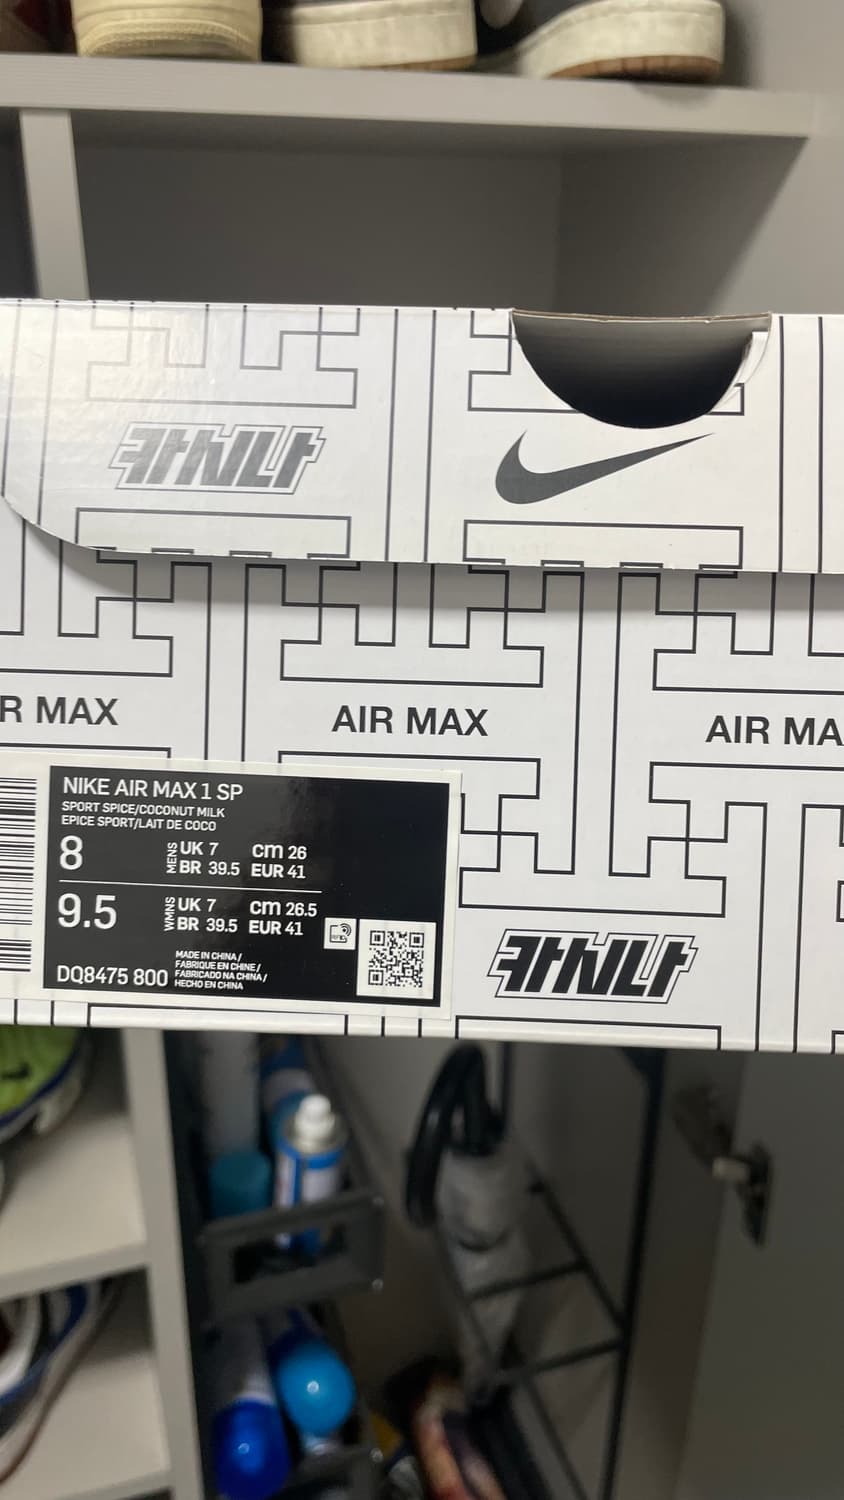 카시나
AIR MAX
AIR MAX
AIR MA
NIKE AIR MAX 1 SP
SPORT SPICE/COCONUT MILK
EPICE SPORT/LAIT DE COCO
8 MENS UK 7 cm 26
BR 39.5 EUR 41
9.5 WMNS UK 7 cm 26.5
BR 39.5 EUR 41
카시나
MADE IN CHINA/
FABRIQUE EN CHINE/
FABRICADO NA CHINA/
HECHO EN CHINA
DQ8475 800